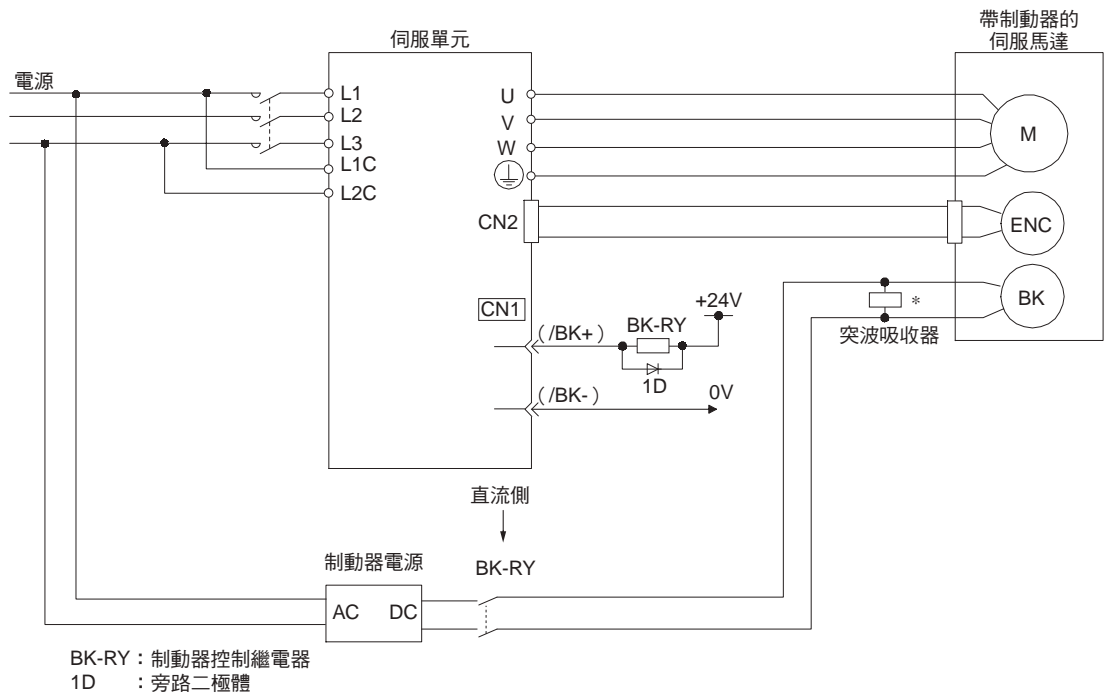 帶制動器的
伺服馬達
伺服單元
電源
L1
L2
L3
L1C
L2C
U
V
W
M
CN2
ENC
CN1
+24V
BK
(/BK+)
BK-RY
*
突波吸收器
1D
(/BK-)
0V
直流側
制動器電源
BK-RY
AC DC
BK-RY：制動器控制繼電器
1D ：旁路二極體